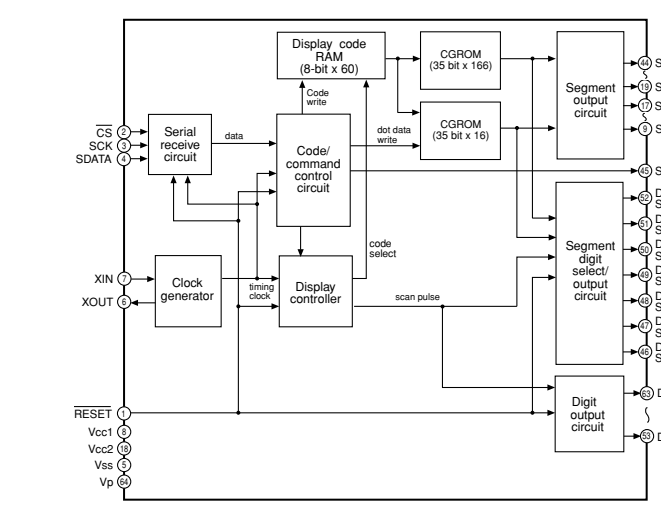 Display code
RAM
(8-bit x 60)
CGROM
(35 bit x 166)
Segment
output
circuit
44
S
19
S
17
S
9
S
Code
write
CS
2
SCK
3
SDATA
4
Serial
receive
circuit
data
Code/
command
control
circuit
dot data
write
CGROM
(35 bit x 16)
45
S
52
D
S
51
D
S
50
D
S
49
D
S
48
D
S
47
D
S
46
D
S
Segment
digit
select/
output
circuit
code
select
XIN
7
XOUT
6
Clock
generator
timing
clock
Display
controller
scan pulse
RESET
1
Vcc1
8
Vcc2
18
Vss
5
Vp
64
Digit
output
circuit
63
D
53
D